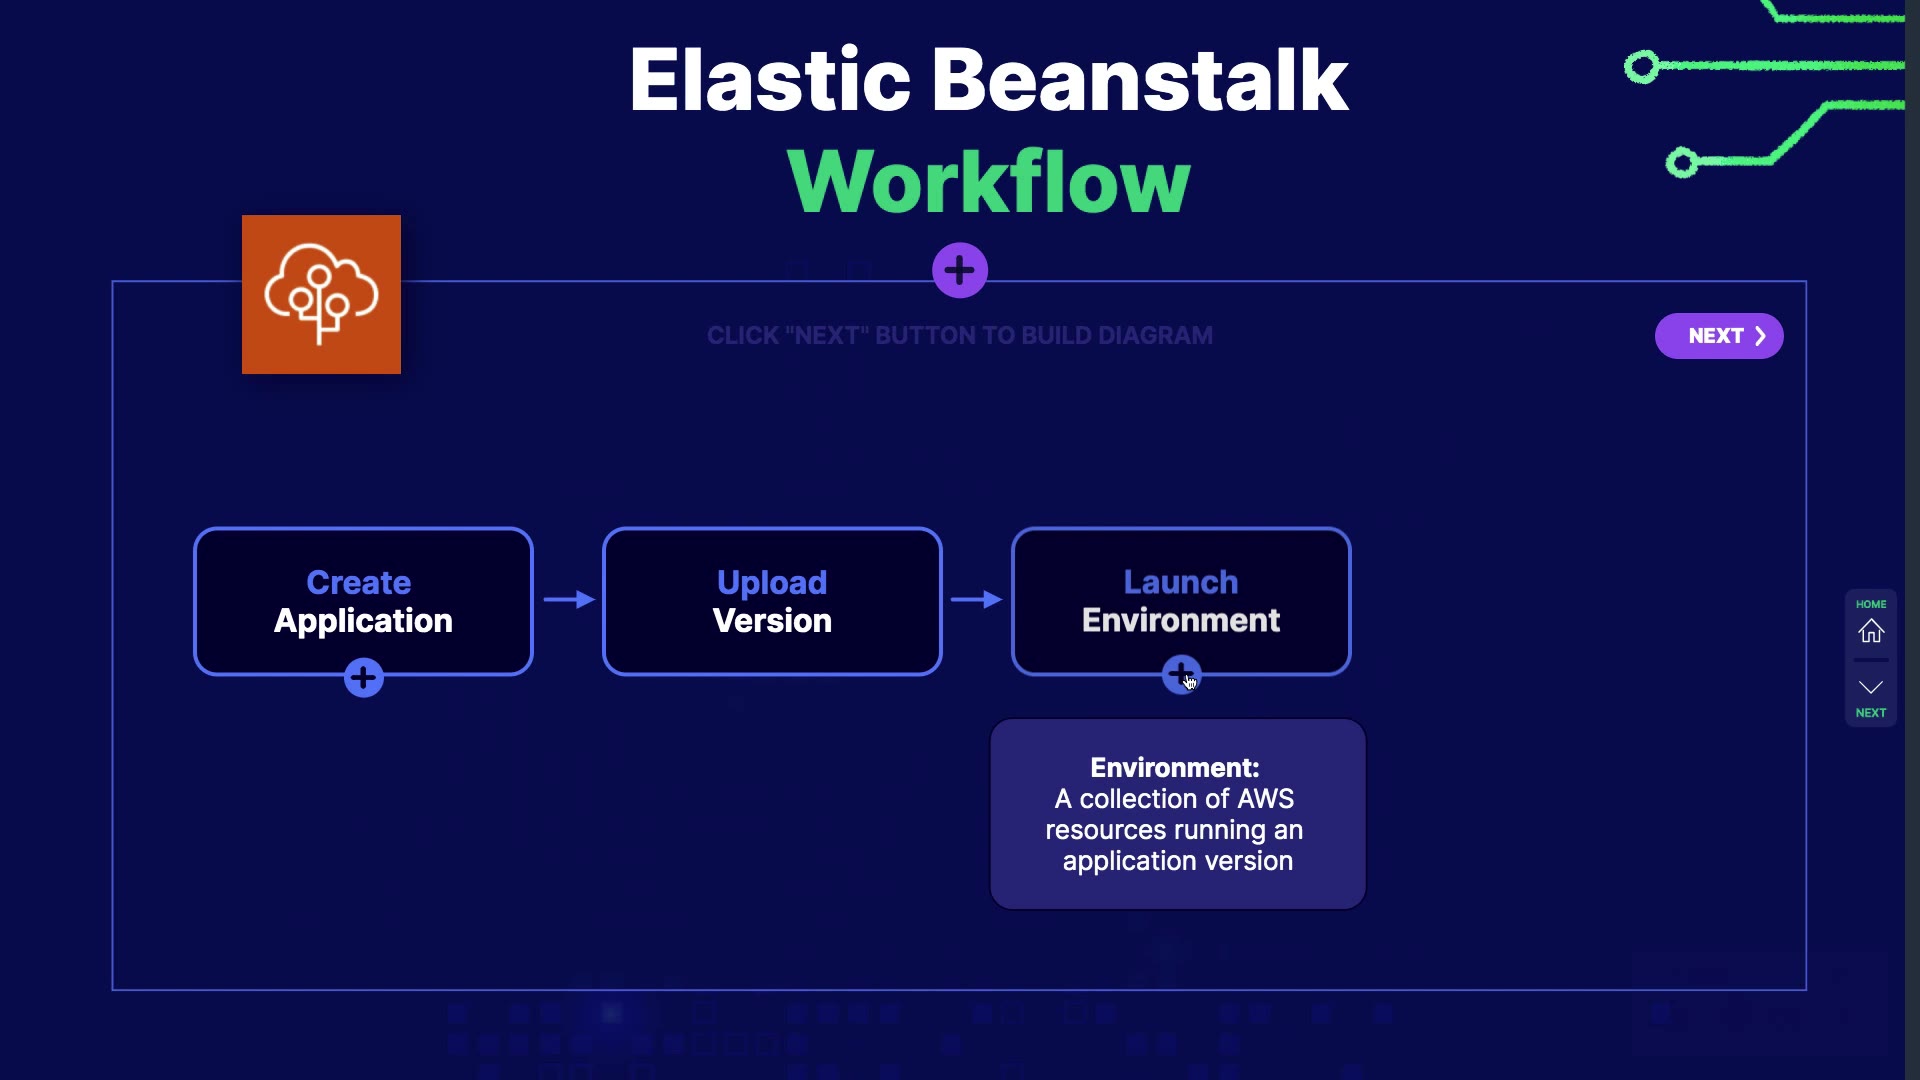 Elastic Beanstalk
Workflow
CLICK "NEXT" BUTTON TO BUILD DIAGRAM
NEXT
Create
Application
Upload
Version
Launch
Environment
Environment:
A collection of AWS
resources running an
application version
HOME
NEXT